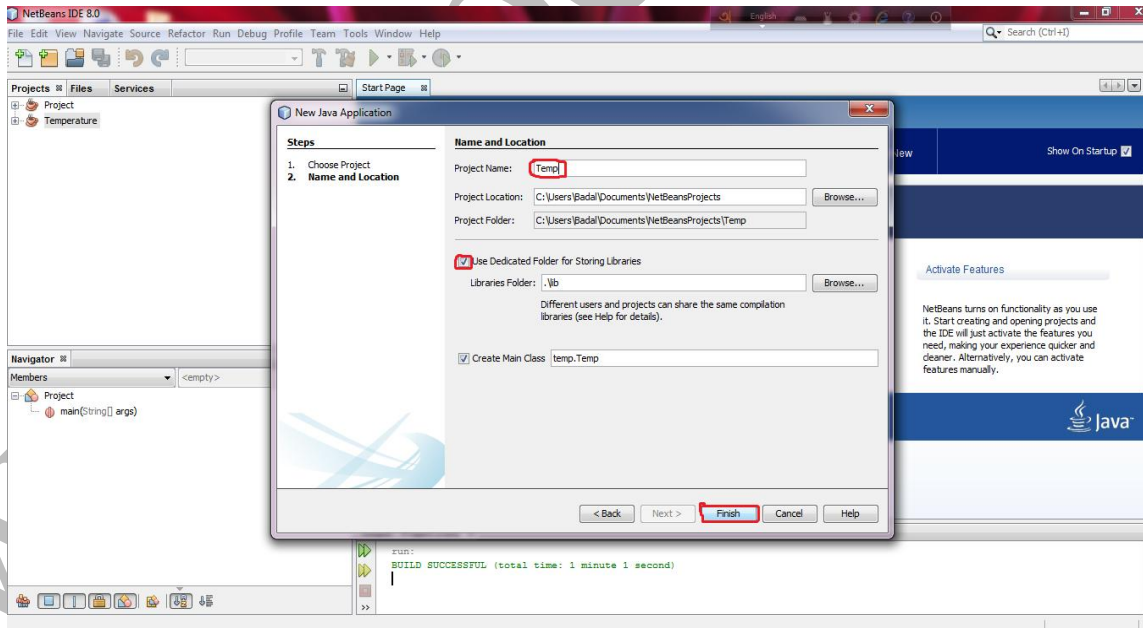 NetBeans IDE 8.0
English
File Edit View Navigate Source Refactor Run Debug Profile Team Tools Window Help
Search (Ctrl+I)
Projects Files Services
Start Page
Project
Temperature
New Java Application
Steps
1. Choose Project
2. Name and Location
Name and Location
Project Name: Temp
Project Location: C:\Users\Badal\Documents\NetBeansProjects Browse...
Project Folder: C:\Users\Badal\Documents\NetBeansProjects\Temp
Use Dedicated Folder for Storing Libraries
Libraries Folder: .\lib Browse...
Different users and projects can share the same compilation
libraries (see Help for details).
Create Main Class temp.Temp
< Back Next > Finish Cancel Help
New
Show On Startup
Activate Features
NetBeans turns on functionality as you use
it. Start creating and opening projects and
the IDE will just activate the features you
need, making your experience quicker and
cleaner. Alternatively, you can activate
features manually.
Java
Navigator
Members <empty>
Project
main(String[] args)
run:
BUILD SUCCESSFUL (total time: 1 minute 1 second)